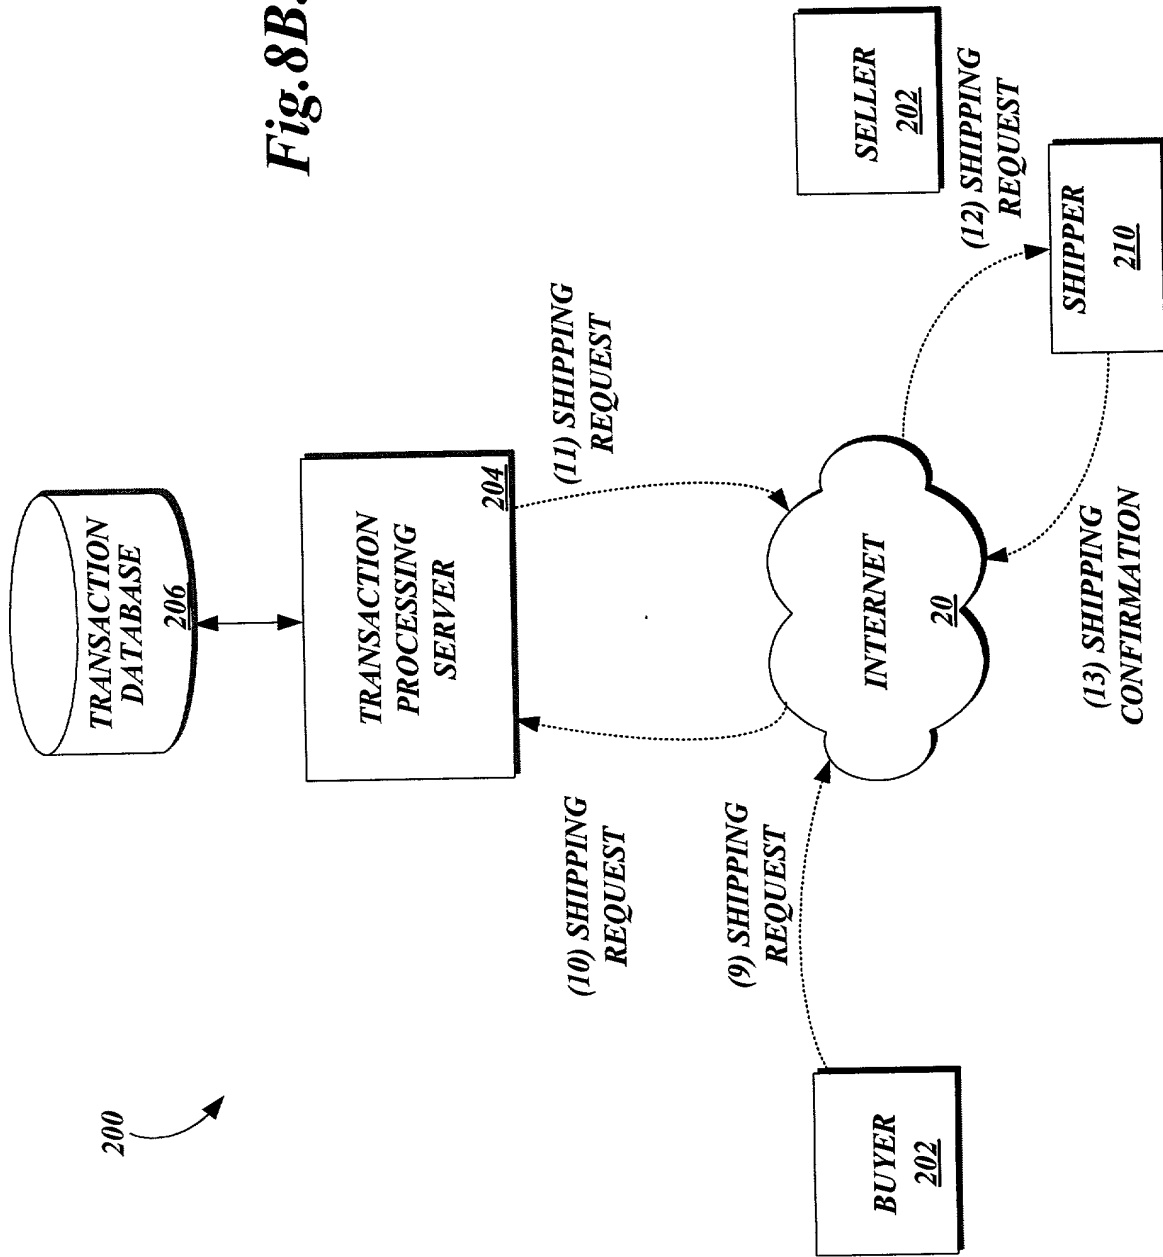 Fig.8B.
200
TRANSACTION
DATABASE
206
TRANSACTION
PROCESSING
SERVER
204
(10) SHIPPING
REQUEST
(11) SHIPPING
REQUEST
(9) SHIPPING
REQUEST
INTERNET
20
BUYER
202
SELLER
202
(12) SHIPPING
REQUEST
SHIPPER
210
(13) SHIPPING
CONFIRMATION